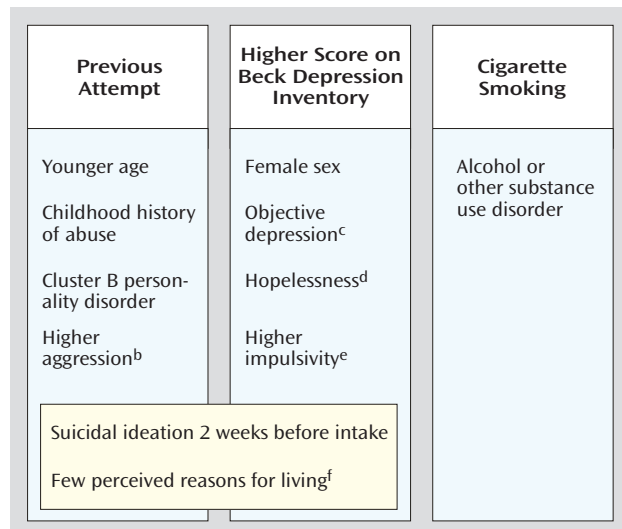 Previous
Attempt
Younger age
Childhood history
of abuse
Cluster B person-
ality disorder
Higher
aggressionᵇ
Higher Score on
Beck Depression
Inventory
Female sex
Objective
depressionᶜ
Hopelessnessᵈ
Higher
impulsivityᵉ
Cigarette
Smoking
Alcohol or
other substance
use disorder
Suicidal ideation 2 weeks before intake
Few perceived reasons for livingᶠ